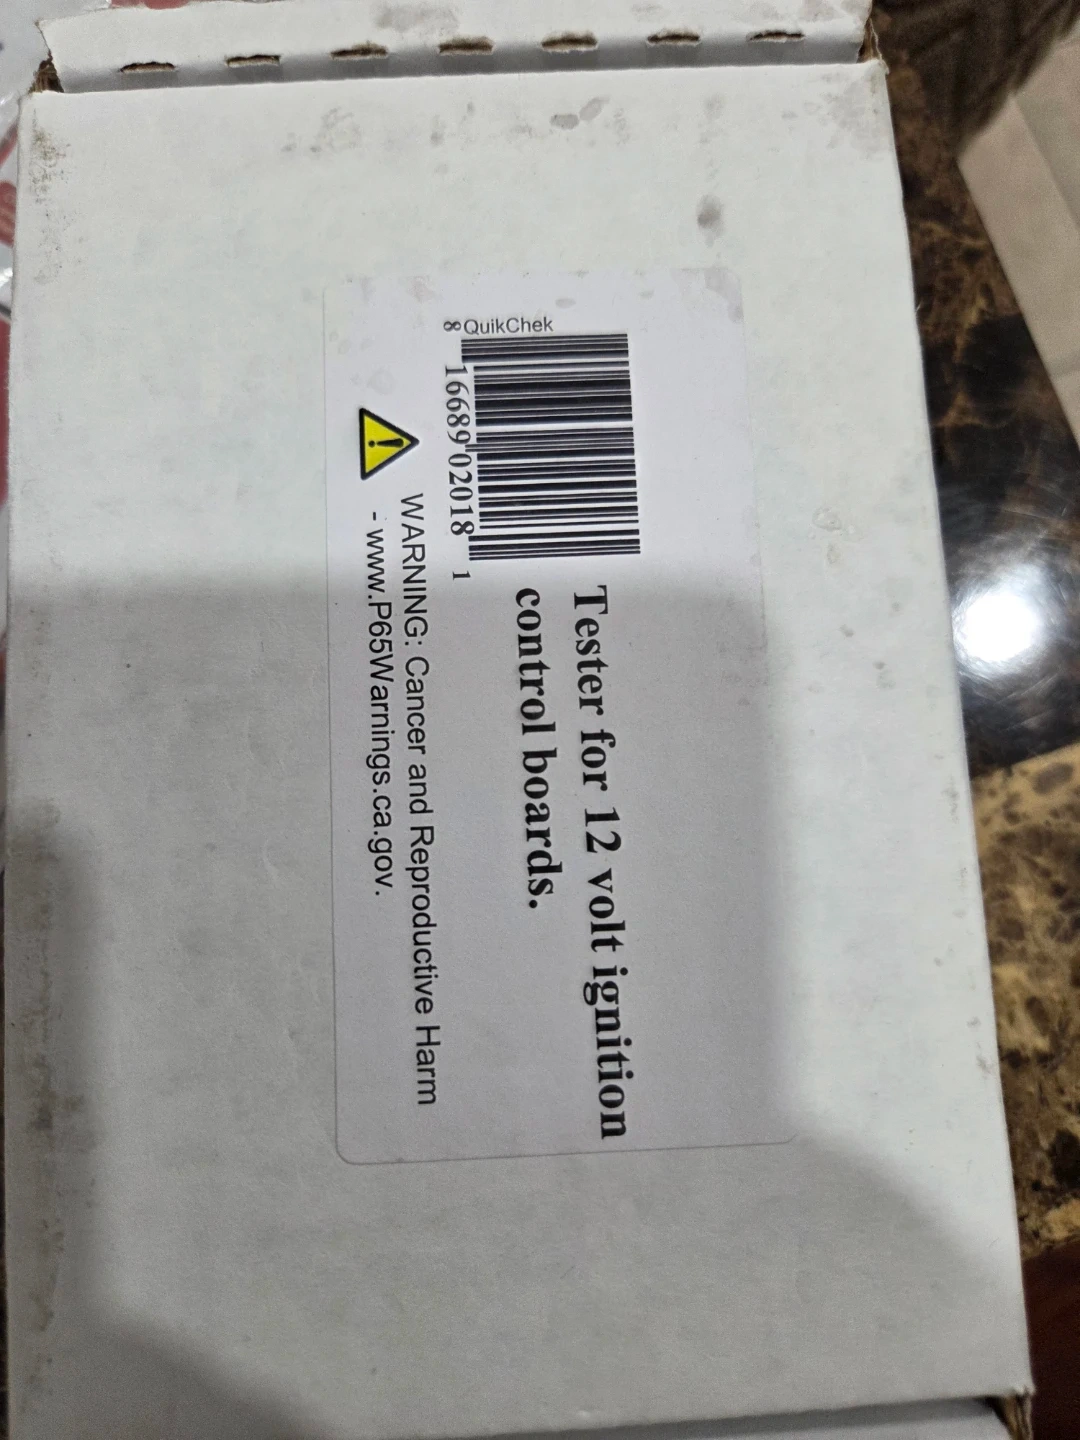 QuikChek
8 16689 02018 1
Tester for 12 volt ignition
control boards.
WARNING: Cancer and Reproductive Harm
- www.P65Warnings.ca.gov.